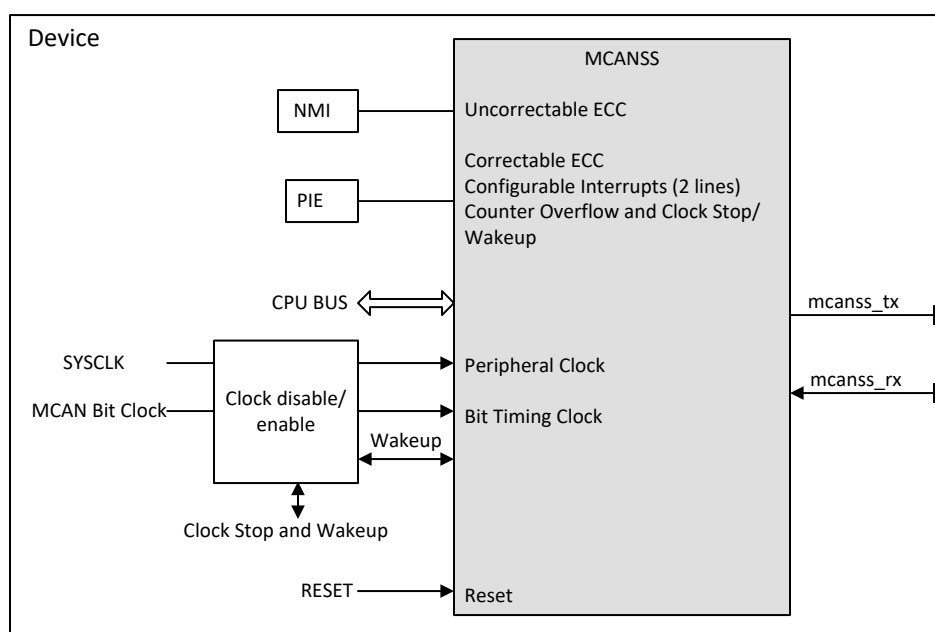 Device
MCANSS
NMI
Uncorrectable ECC
Correctable ECC
Configurable Interrupts (2 lines)
PIE
Counter Overflow and Clock Stop/
Wakeup
CPU BUS
mcanss_tx
SYSCLK
Peripheral Clock
mcanss_rx
Clock disable/
enable
MCAN Bit Clock
Bit Timing Clock
Wakeup
Clock Stop and Wakeup
RESET
Reset